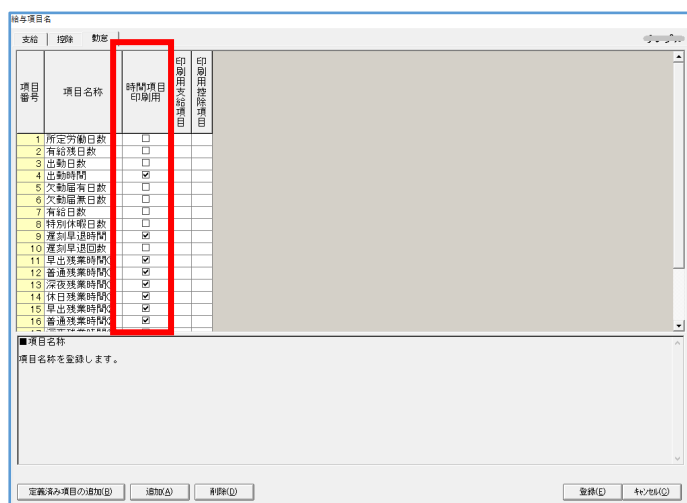 給与項目名
支給 控除 勤怠
項目番号 項目名称 時間項目印刷用 印刷用支給項目 印刷用控除項目
1 所定労働日数
2 有給残日数
3 出勤日数
4 出勤時間
5 欠勤届有日数
6 欠勤届無日数
7 有給日数
8 特別休暇日数
9 遅刻早退時間
10 遅刻早退回数
11 早出残業時間
12 普通残業時間
13 深夜残業時間
14 休日残業時間
15 早出残業時間
16 普通残業時間
■項目名称
項目名称を登録します。
定義済み項目の追加(B) 追加(A) 削除(D) 登録(E) キャンセル(C)